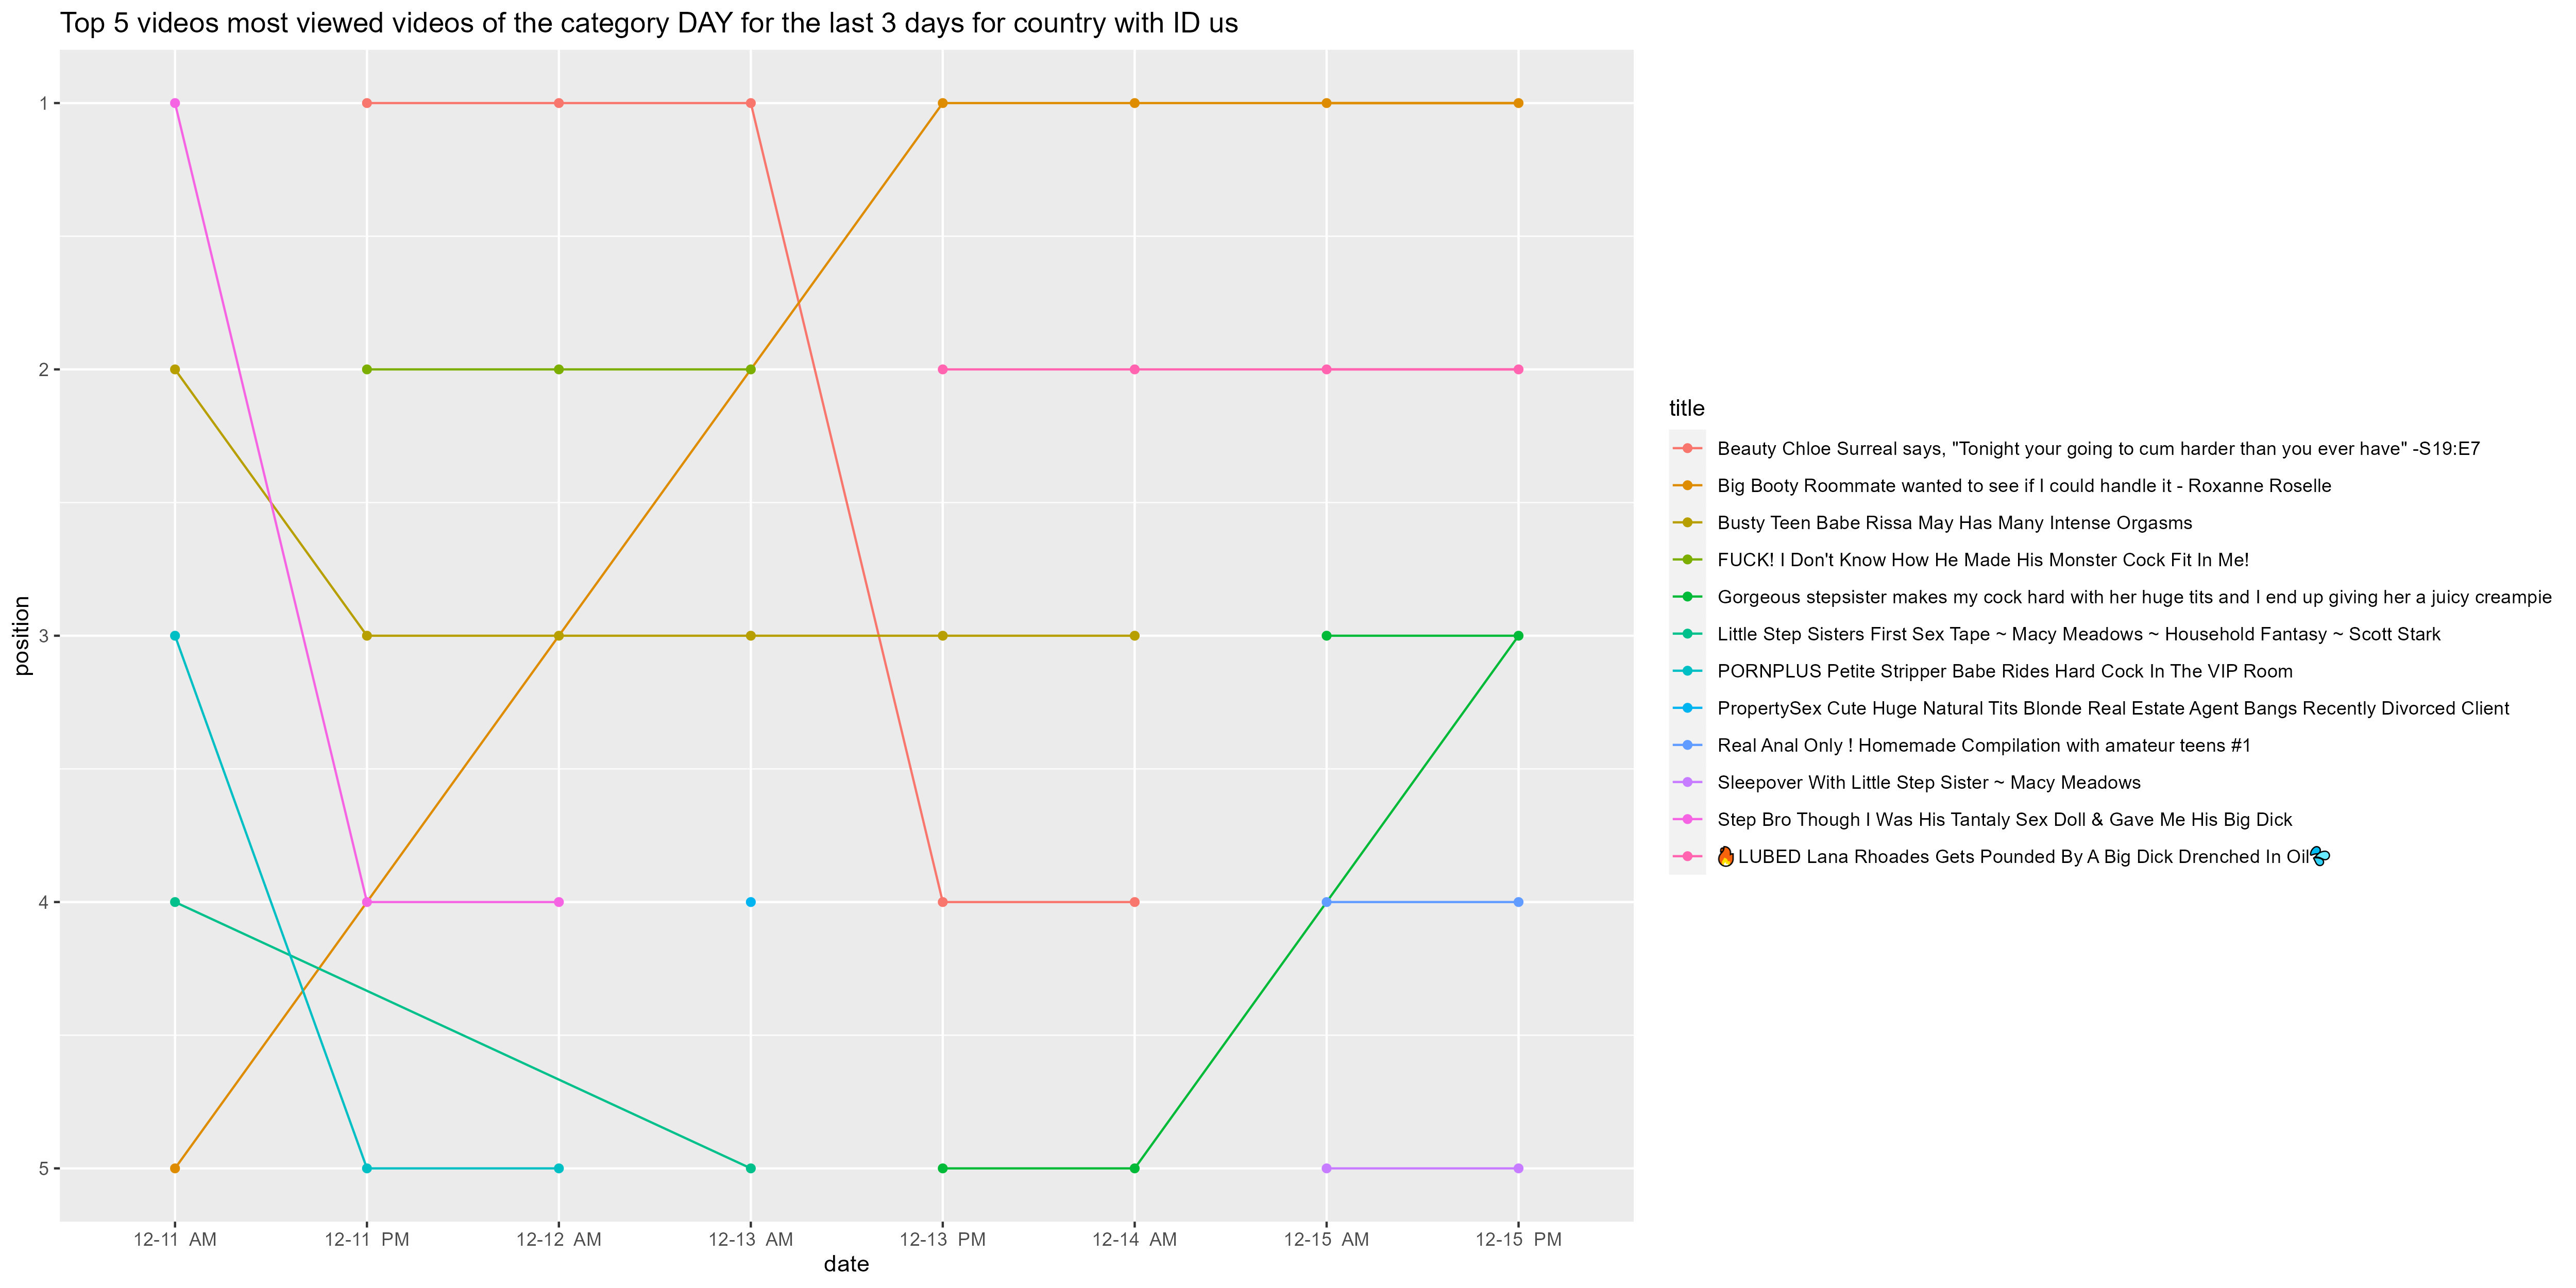 Top 5 videos most viewed videos of the category DAY for the last 3 days for country with ID us
position
1
2
3
4
5
12-11 AM
12-11 PM
12-12 AM
12-13 AM
12-13 PM
12-14 AM
12-15 AM
12-15 PM
date
title
Beauty Chloe Surreal says, "Tonight your going to cum harder than you ever have" -S19:E7
Big Booty Roommate wanted to see if I could handle it - Roxanne Roselle
Busty Teen Babe Rissa May Has Many Intense Orgasms
FUCK! I Don't Know How He Made His Monster Cock Fit In Me!
Gorgeous stepsister makes my cock hard with her huge tits and I end up giving her a juicy creampie
Little Step Sisters First Sex Tape ~ Macy Meadows ~ Household Fantasy ~ Scott Stark
PORNPLUS Petite Stripper Babe Rides Hard Cock In The VIP Room
PropertySex Cute Huge Natural Tits Blonde Real Estate Agent Bangs Recently Divorced Client
Real Anal Only ! Homemade Compilation with amateur teens #1
Sleepover With Little Step Sister ~ Macy Meadows
Step Bro Though I Was His Tantaly Sex Doll & Gave Me His Big Dick
🔥LUBED Lana Rhoades Gets Pounded By A Big Dick Drenched In Oil💦